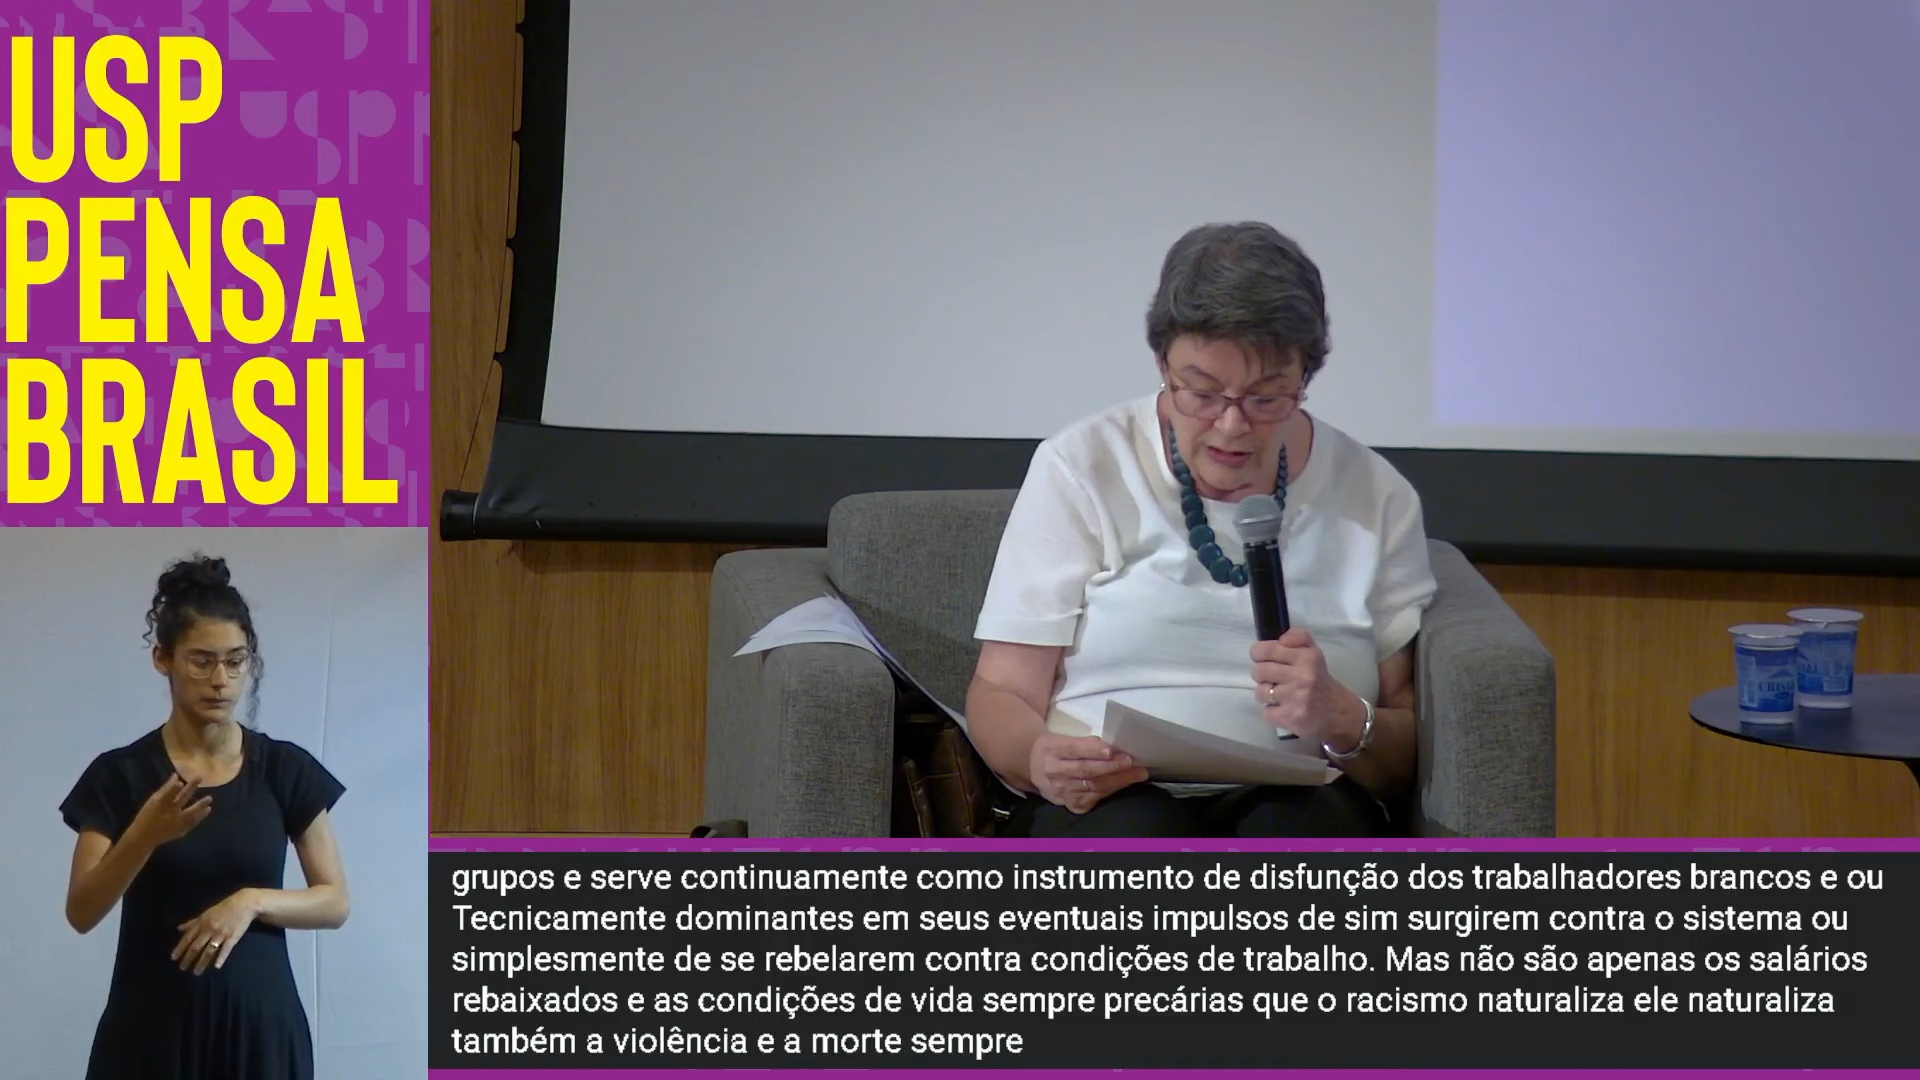 USP
PENSA
BRASIL
grupos e serve continuamente como instrumento de disfunção dos trabalhadores brancos e ou
Tecnicamente dominantes em seus eventuais impulsos de sim surgirem contra o sistema ou
simplesmente de se rebelarem contra condições de trabalho. Mas não são apenas os salários
rebaixados e as condições de vida sempre precárias que o racismo naturaliza ele naturaliza
também a violência e a morte sempre